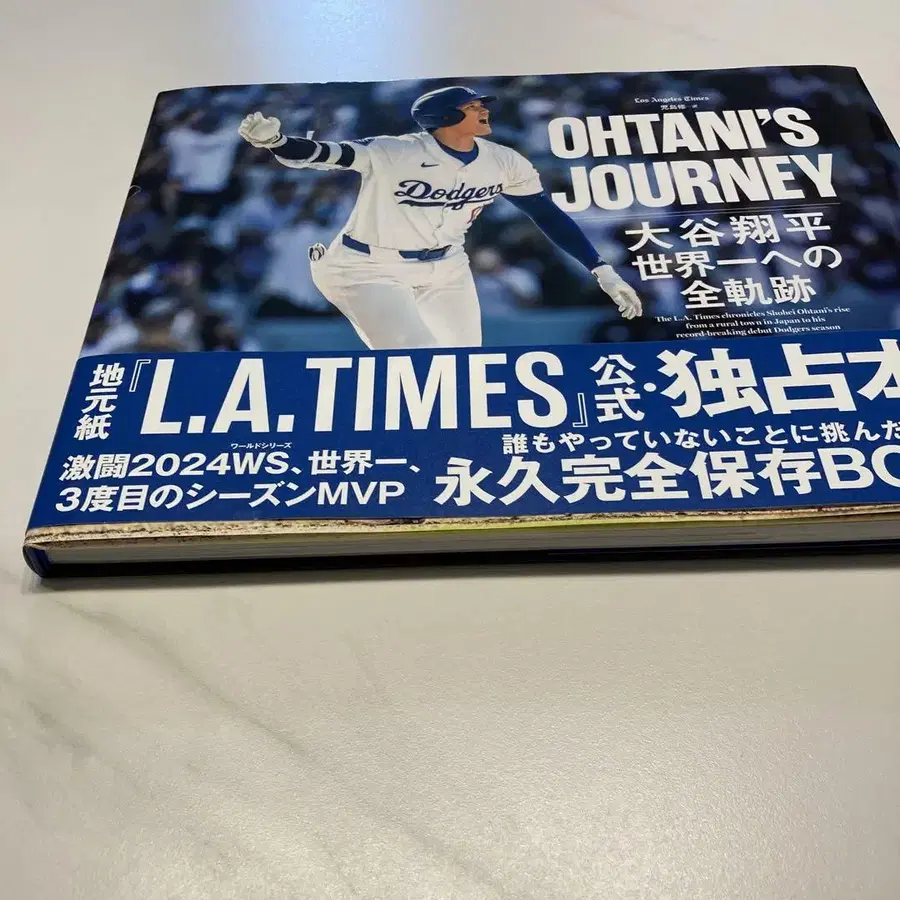 Los Angeles Times
児島修 訳
OHTANI'S
JOURNEY
大谷翔平
世界一への
全軌跡
The L.A. Times chronicles Shohei Ohtani's rise
from a rural town in Japan to his
record-breaking debut Dodgers season
Dodgers
地元紙
『L.A.TIMES』
公式・独占本
ワールドシリーズ
激闘2024WS、世界一、
3度目のシーズンMVP
誰もやっていないことに挑んだ
永久完全保存BO